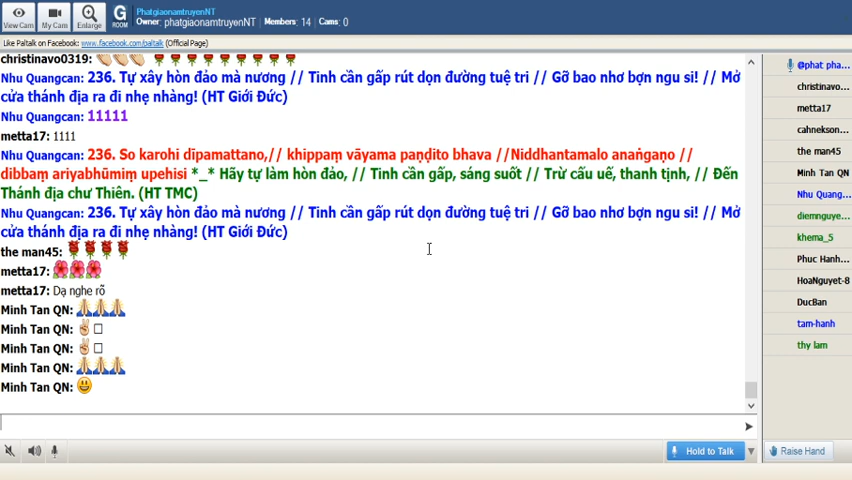 PhatgiaonamtruyenNT
Owner: phatgiaonamtruyenNT Members: 14 Cams: 0
View Cam My Cam Enlarge G ROOM
Like Paltalk on Facebook: www.facebook.com/paltalk (Official Page)
christinavo0319:
Nhu Quangcan: 236. Tự xây hòn đảo mà nương // Tinh cần gấp rút dọn đường tuệ tri // Gỡ bao nhơ bợn ngu si! // Mở
cửa thánh địa ra đi nhẹ nhàng! (HT Giới Đức)
Nhu Quangcan: 11111
metta17: 1111
Nhu Quangcan: 236. So karohi dīpamattano,// khippaṃ vāyama paṇḍito bhava //Niddhantamalo anaṅgaṇo //
dibbaṃ ariyabhūmiṃ upehisi *_* Hãy tự làm hòn đảo, // Tinh cần gấp, sáng suốt // Trừ cấu uế, thanh tịnh, // Đến
Thánh địa chư Thiên. (HT TMC)
Nhu Quangcan: 236. Tự xây hòn đảo mà nương // Tinh cần gấp rút dọn đường tuệ tri // Gỡ bao nhơ bợn ngu si! // Mở
cửa thánh địa ra đi nhẹ nhàng! (HT Giới Đức)
the man45:
metta17:
metta17: Dạ nghe rõ
Minh Tan QN:
Minh Tan QN:
Minh Tan QN:
Minh Tan QN:
Minh Tan QN:
@phat pha...
christinavo...
metta17
cahnekson...
the man45
Minh Tan QN
Nhu Quang...
diemnguye...
khema_5
Phuc Hanh...
HoaNguyet-8
DucBan
tam-hanh
thy lam
Hold to Talk
Raise Hand